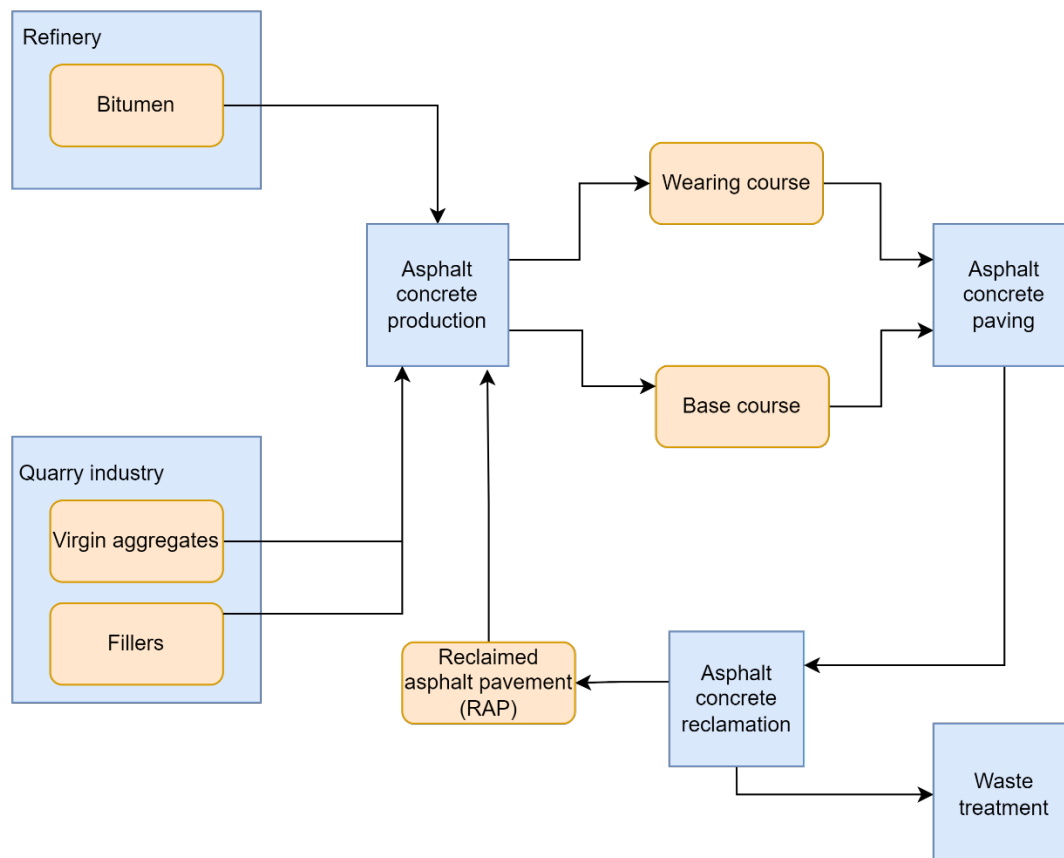 Refinery
Bitumen
Wearing course
Asphalt
concrete
production
Asphalt
concrete
paving
Base course
Quarry industry
Virgin aggregates
Fillers
Reclaimed
asphalt pavement
(RAP)
Asphalt
concrete
reclamation
Waste
treatment